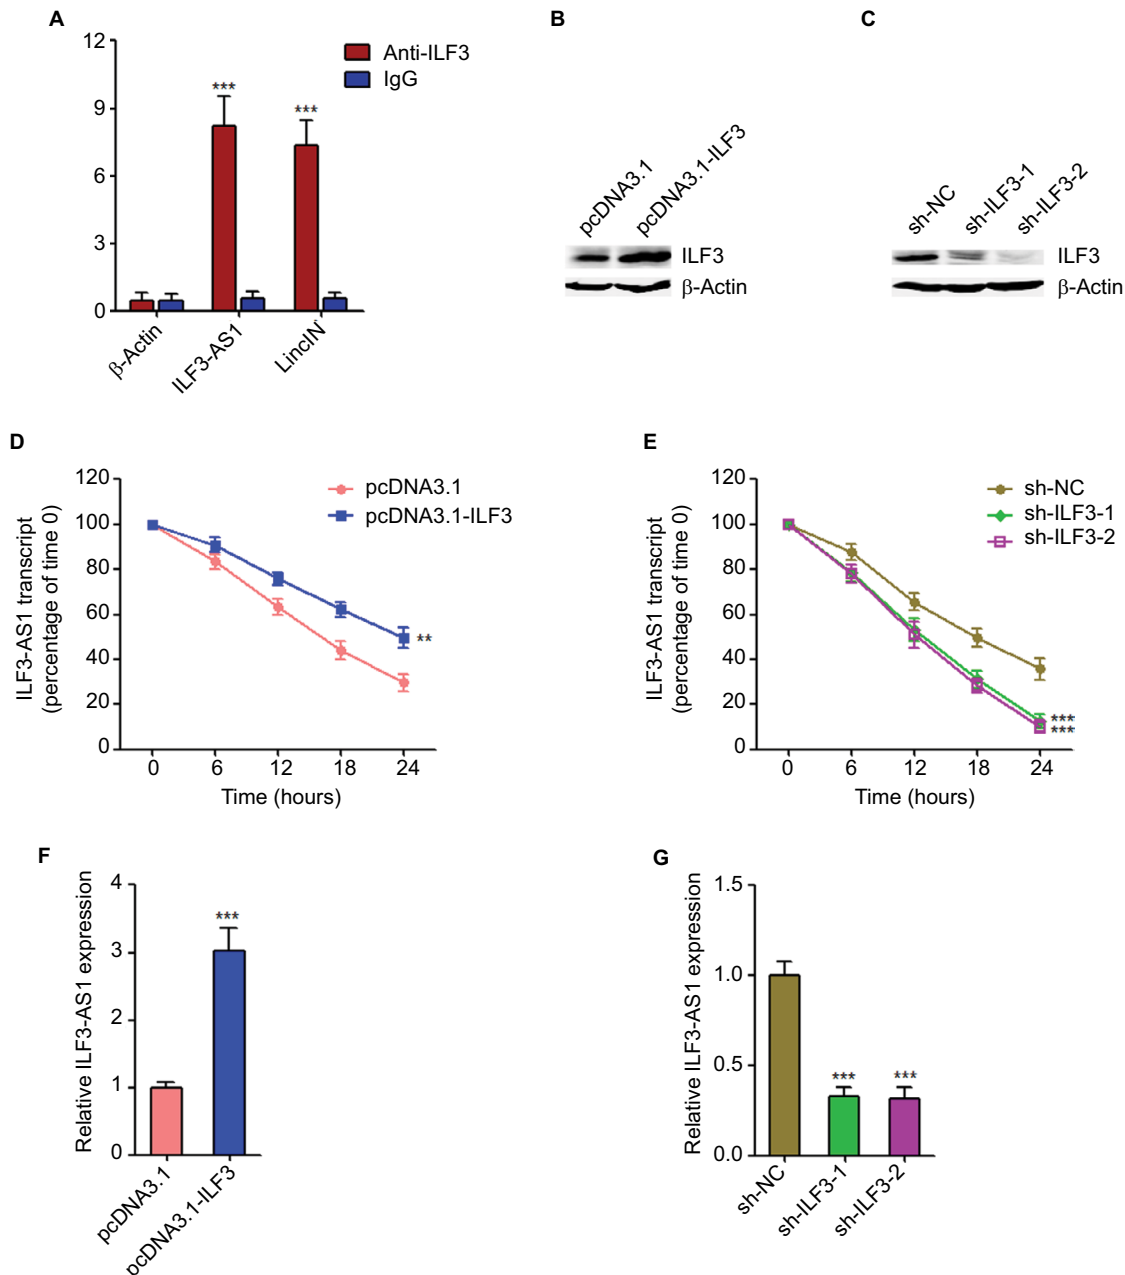 A
12
9
6
3
0
***
***
Anti-ILF3
IgG
β-Actin
ILF3-AS1
LincIN
B
pcDNA3.1
pcDNA3.1-ILF3
ILF3
β-Actin
C
sh-NC
sh-ILF3-1
sh-ILF3-2
ILF3
β-Actin
D
ILF3-AS1 transcript
(percentage of time 0)
120
100
80
60
40
20
0
pcDNA3.1
pcDNA3.1-ILF3
**
0 6 12 18 24
Time (hours)
E
ILF3-AS1 transcript
(percentage of time 0)
120
100
80
60
40
20
0
sh-NC
sh-ILF3-1
sh-ILF3-2
***
***
0 6 12 18 24
Time (hours)
F
Relative ILF3-AS1 expression
4
3
2
1
0
***
pcDNA3.1
pcDNA3.1-ILF3
G
Relative ILF3-AS1 expression
1.5
1.0
0.5
0.0
*** ***
sh-NC
sh-ILF3-1
sh-ILF3-2